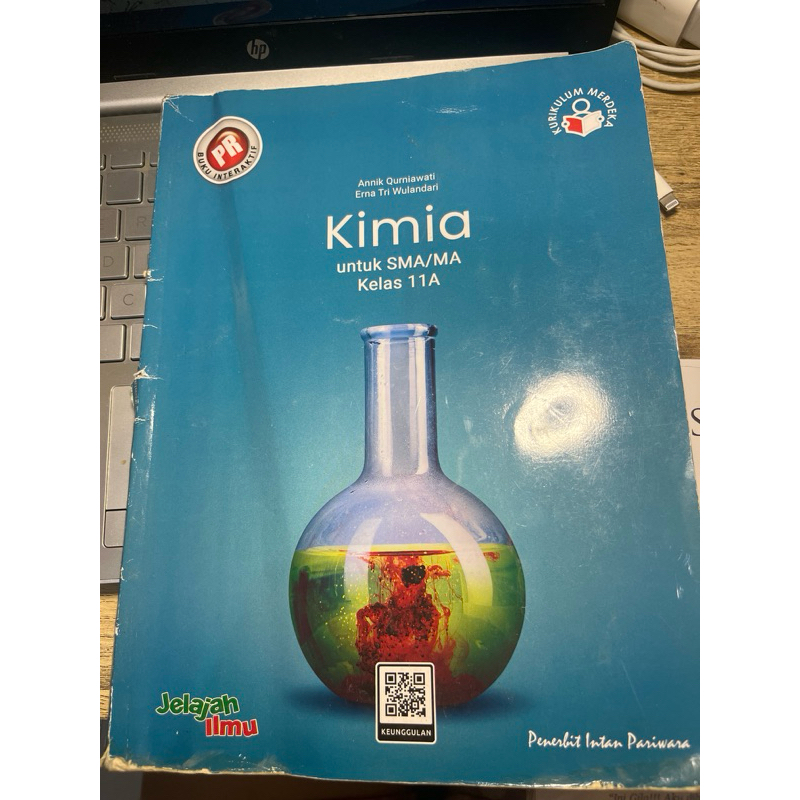 hp
KURIKULUM MERDEKA
PR
BUKU INTERAKTIF
Annik Qurniawati
Erna Tri Wulandari
Kimia
untuk SMA/MA
Kelas 11A
C
S
KEUNGGULAN
Jelajah
ilmu
Penerbit Intan Pariwara